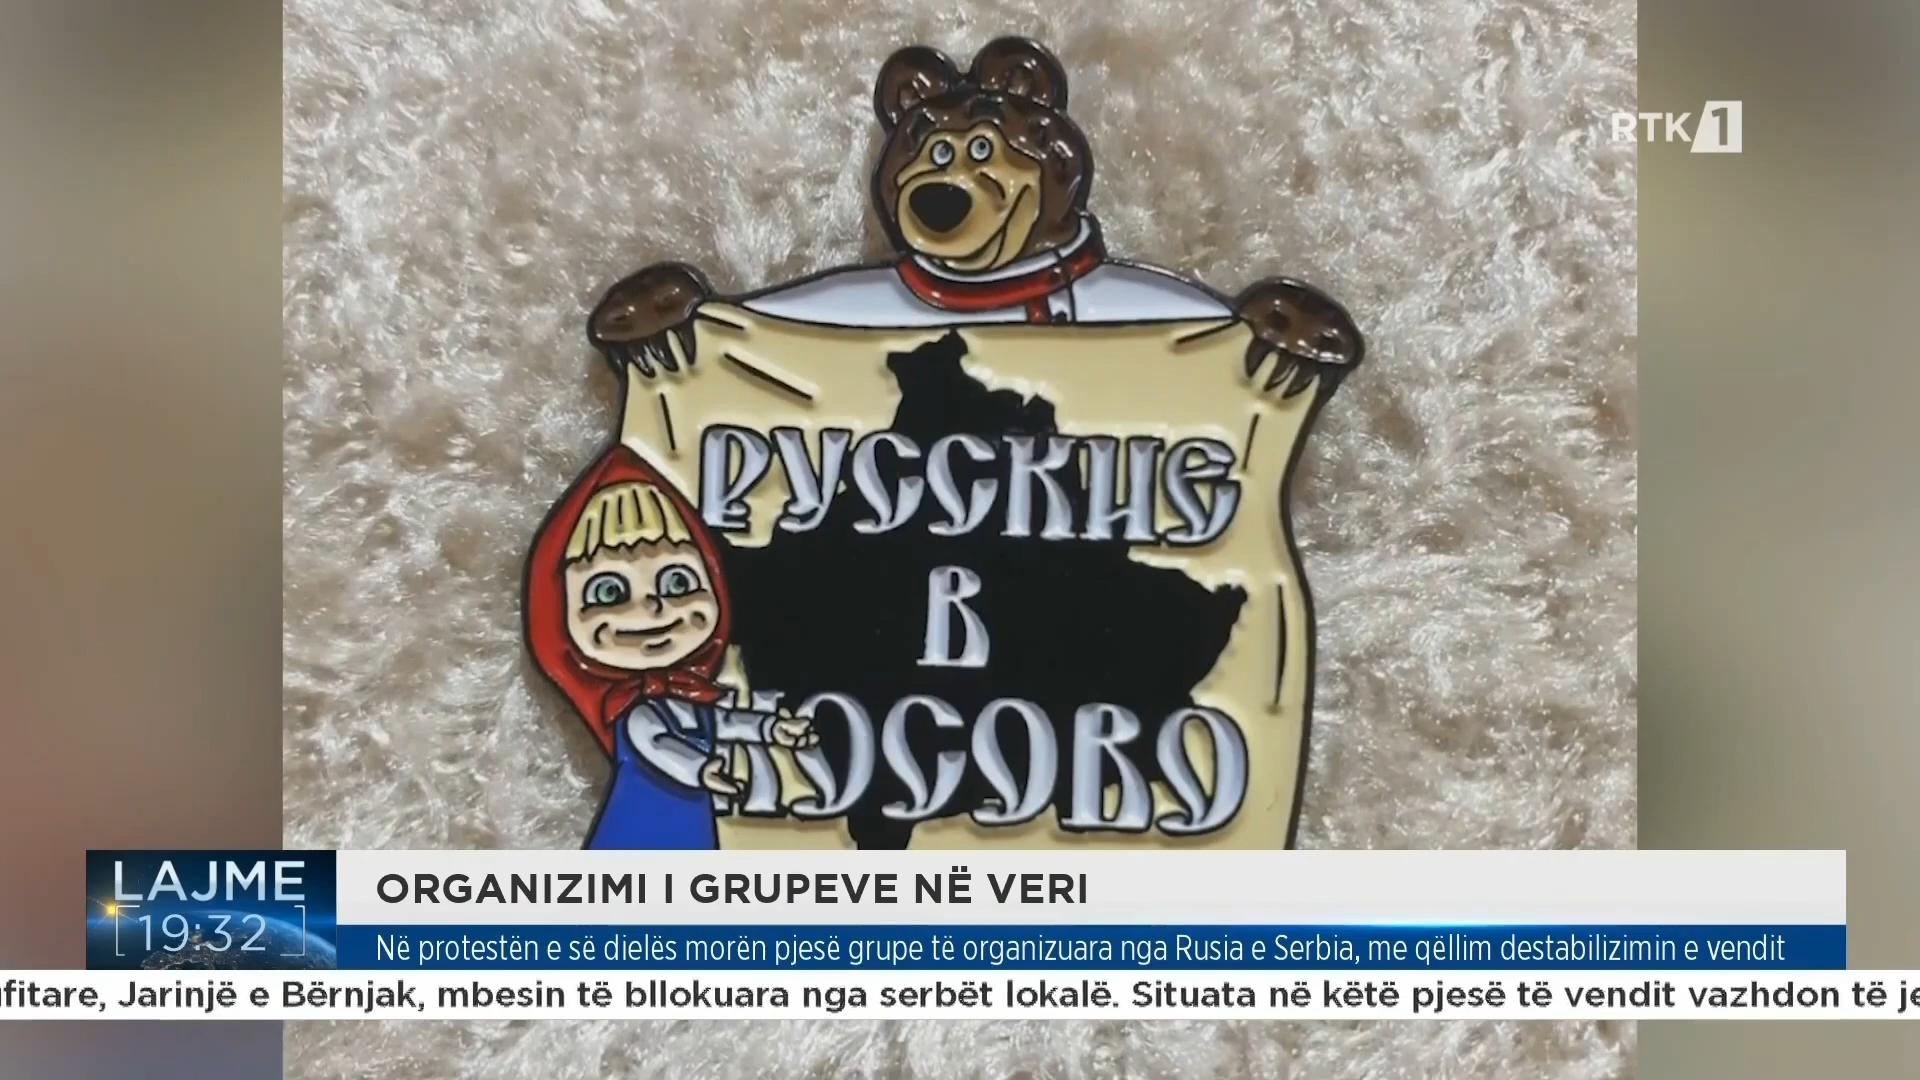 RTK 1
РУССКИЕ
В
КОСОВО
LAJME
19:32
ORGANIZIMI I GRUPEVE NË VERI
Në protestën e së dielës morën pjesë grupe të organizuara nga Rusia e Serbia, me qëllim destabilizimin e vendit
fitare, Jarinjë e Bërnjak, mbesin të bllokuara nga serbët lokalë. Situata në këtë pjesë të vendit vazhdon të je